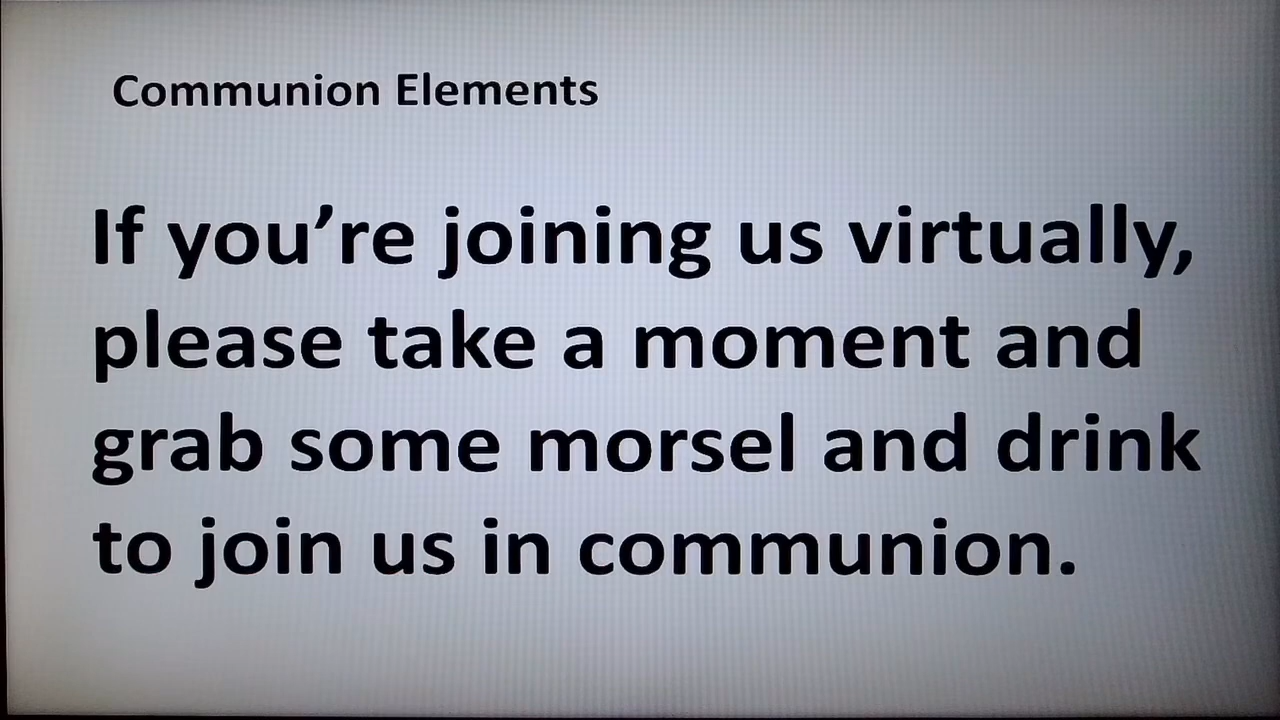 Communion Elements
If you’re joining us virtually,
please take a moment and
grab some morsel and drink
to join us in communion.